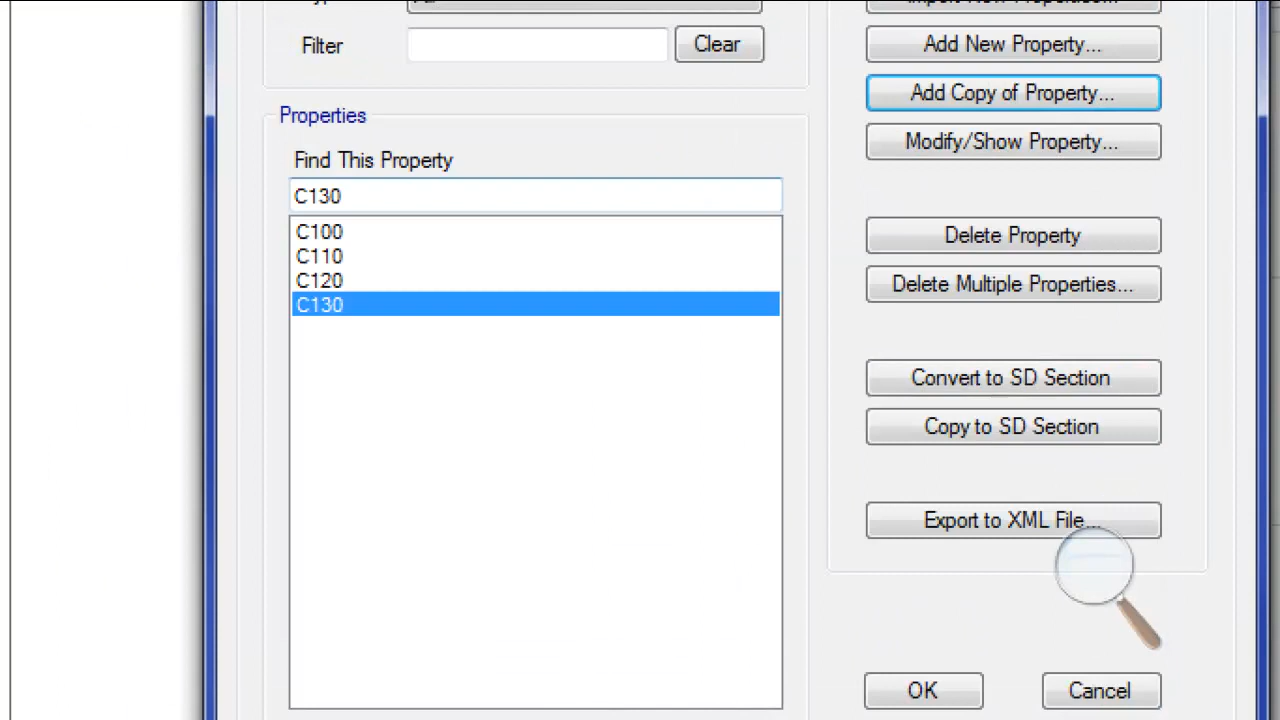 Filter
Clear
Properties
Find This Property
C130
C100
C110
C120
C130
Add New Property...
Add Copy of Property...
Modify/Show Property...
Delete Property
Delete Multiple Properties...
Convert to SD Section
Copy to SD Section
Export to XML File...
OK
Cancel